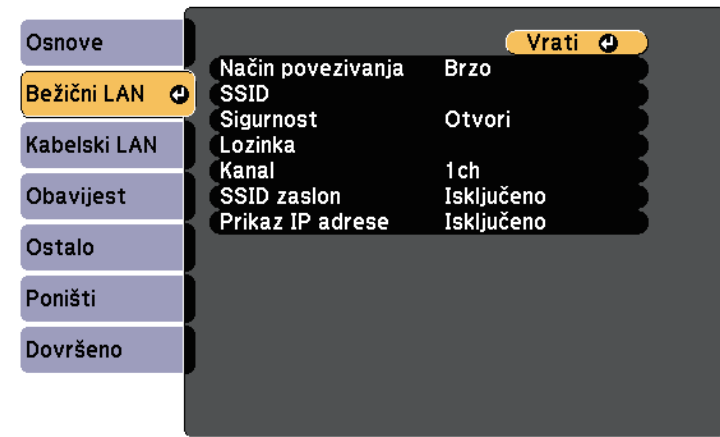 Osnove
Bežični LAN
Kabelski LAN
Obavijest
Ostalo
Poništi
Dovršeno
Vrati
Način povezivanja Brzo
SSID
Sigurnost Otvori
Lozinka
Kanal 1ch
SSID zaslon Isključeno
Prikaz IP adrese Isključeno